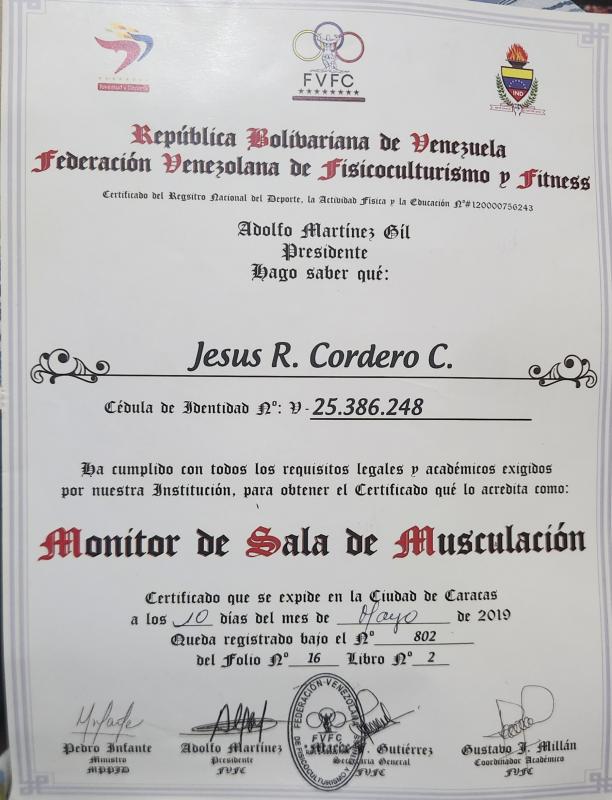 Juventud y Deporte
FVFC
IND
República Bolivariana de Venezuela
Federación Venezolana de Fisicoculturismo y Fitness
Certificado del Regsitro Nacional del Deporte, la Actividad Física y la Educación Nº#120000756243
Adolfo Martínez Gíl
Presidente
Hago saber qué:
Jesus R. Cordero C.
Cédula de Identidad Nº: V-25.386.248
Ha cumplido con todos los requisitos legales y académicos exigidos
por nuestra Institución, para obtener el Certificado qué lo acredita como:
Monitor de Sala de Musculación
Certificado que se expide en la Ciudad de Caracas
a los 10 días del mes de Mayo de 2019
Queda registrado bajo el Nº 802
del Folio Nº 16 Libro Nº 2
FEDERACIÓN VENEZOLANA
DE FISICOCULTURISMO Y
FVFC
Pedro Infante Adolfo Martínez Gutiérrez Gustavo J. Millán
Ministro Presidente Secretaria General Coordinador Académico
MPPJD FVFC FVFC FVFC